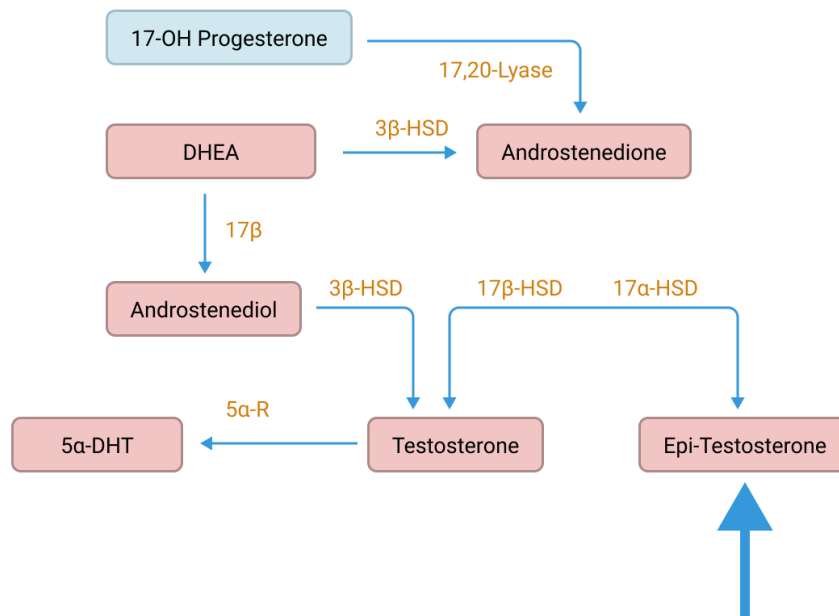 17-OH Progesterone
17,20-Lyase
3β-HSD
DHEA
Androstenedione
17β
3β-HSD
17β-HSD
17α-HSD
Androstenediol
5α-R
5α-DHT
Testosterone
Epi-Testosterone